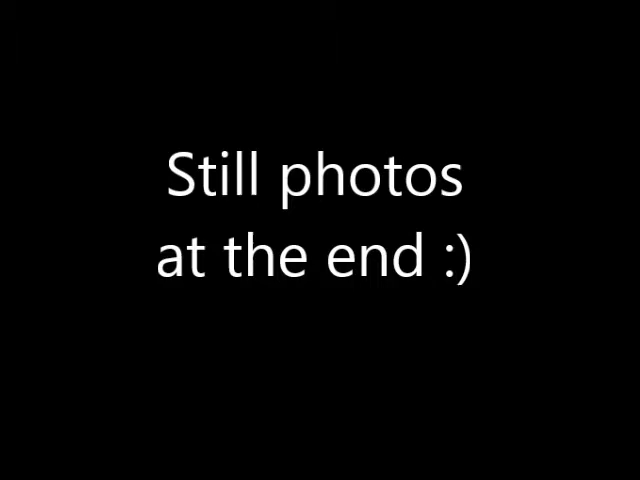 Still photos
at the end :)